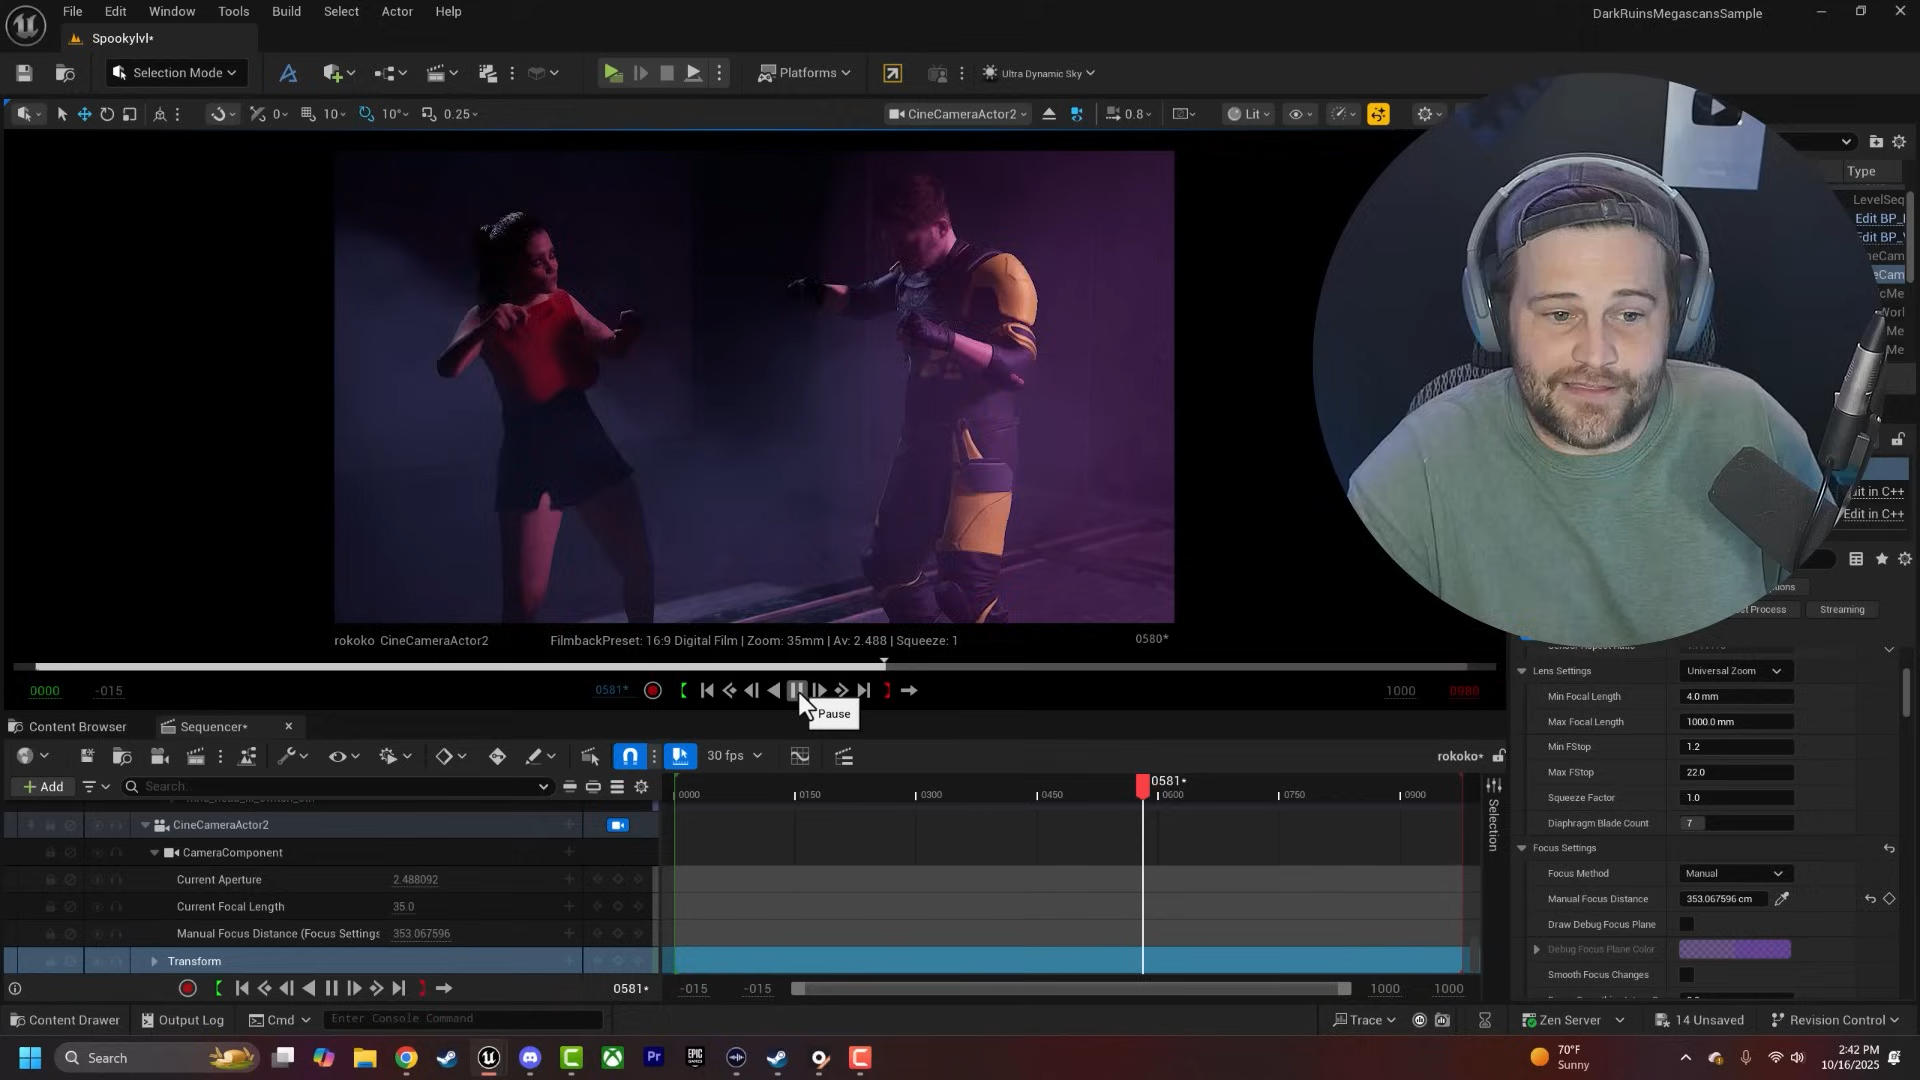 File Edit Window Tools Build Select Actor Help
DarkRuinsMegascansSample
Spookylvl*
Selection Mode
Platforms
Ultra Dynamic Sky
0
10
10°
0.25
CineCameraActor2
0.8
Lit
Type
LevelSeq
Edit BP_
Edit in C++
Edit in C++
Streaming
rokoko CineCameraActor2
FilmbackPreset: 16:9 Digital Film | Zoom: 35mm | Av: 2.488 | Squeeze: 1
0580*
0000
-015
0581*
1000
0980
Pause
Content Browser
Sequencer*
30 fps
rokoko*
Add
Search...
0581*
0000
0150
0300
0450
0600
0750
0900
Selection
CineCameraActor2
CameraComponent
Current Aperture 2.488092
Current Focal Length 35.0
Manual Focus Distance (Focus Settings 353.067596
Transform
0581*
-015
-015
1000
1000
Lens Settings Universal Zoom
Min Focal Length 4.0 mm
Max Focal Length 1000.0 mm
Min FStop 1.2
Max FStop 22.0
Squeeze Factor 1.0
Diaphragm Blade Count 7
Focus Settings
Focus Method Manual
Manual Focus Distance 353.067596 cm
Draw Debug Focus Plane
Debug Focus Plane Color
Smooth Focus Changes
Content Drawer
Output Log
Cmd
Enter Console Command
Trace
Zen Server
14 Unsaved
Revision Control
Search
Pr
EPIC GAMES
70°F
Sunny
2:42 PM
10/16/2025